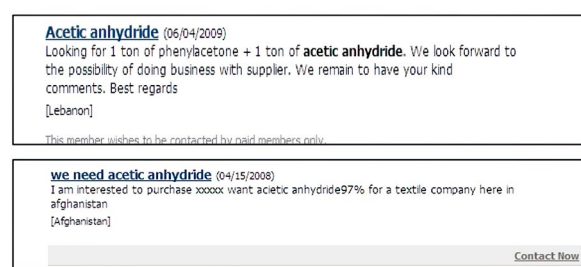 Acetic anhydride (06/04/2009)
Looking for 1 ton of phenylacetone + 1 ton of acetic anhydride. We look forward to
the possibility of doing business with supplier. We remain to have your kind
comments. Best regards
[Lebanon]
This member wishes to be contacted by paid members only.
we need acetic anhydride (04/15/2008)
I am interested to purchase xxxxx want acietic anhydride97% for a textile company here in
afghanistan
[Afghanistan]
Contact Now